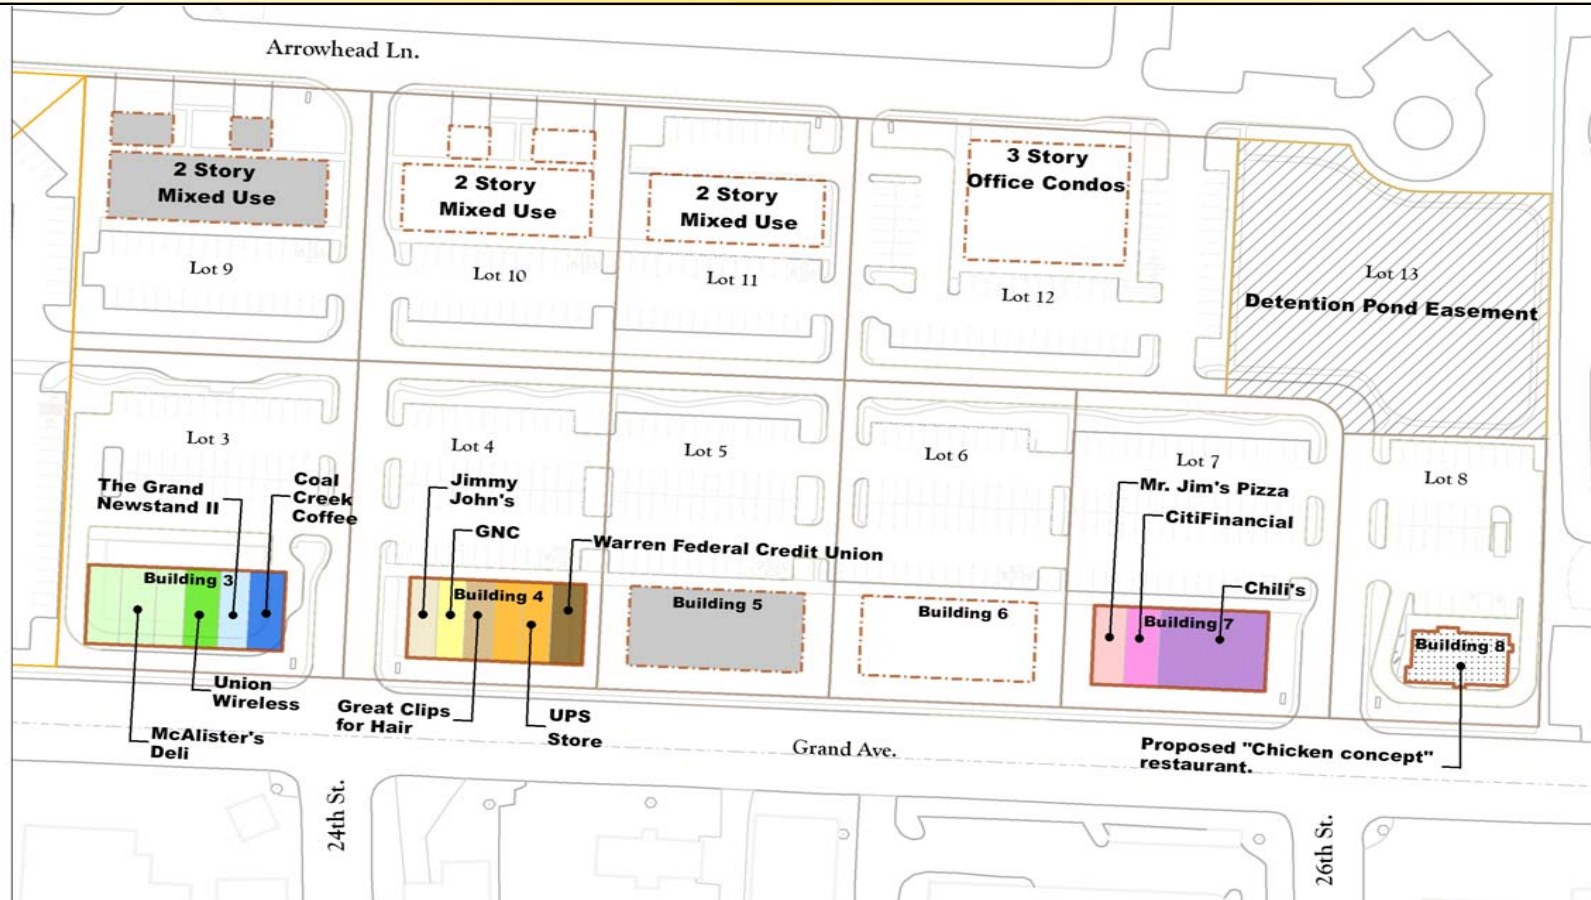 Arrowhead Ln.
2 Story
Mixed Use
2 Story
Mixed Use
2 Story
Mixed Use
3 Story
Office Condos
Lot 9
Lot 10
Lot 11
Lot 12
Lot 13
Detention Pond Easement
Lot 3
Lot 4
Lot 5
Lot 6
Lot 7
Lot 8
The Grand
Newstand II
Coal
Creek
Coffee
Jimmy
John's
GNC
Warren Federal Credit Union
Mr. Jim's Pizza
CitiFinancial
Chili's
Building 3
Building 4
Building 5
Building 6
Building 7
Building 8
Union
Wireless
McAlister's
Deli
Great Clips
for Hair
UPS
Store
Grand Ave.
Proposed "Chicken concept"
restaurant.
24th St.
26th St.